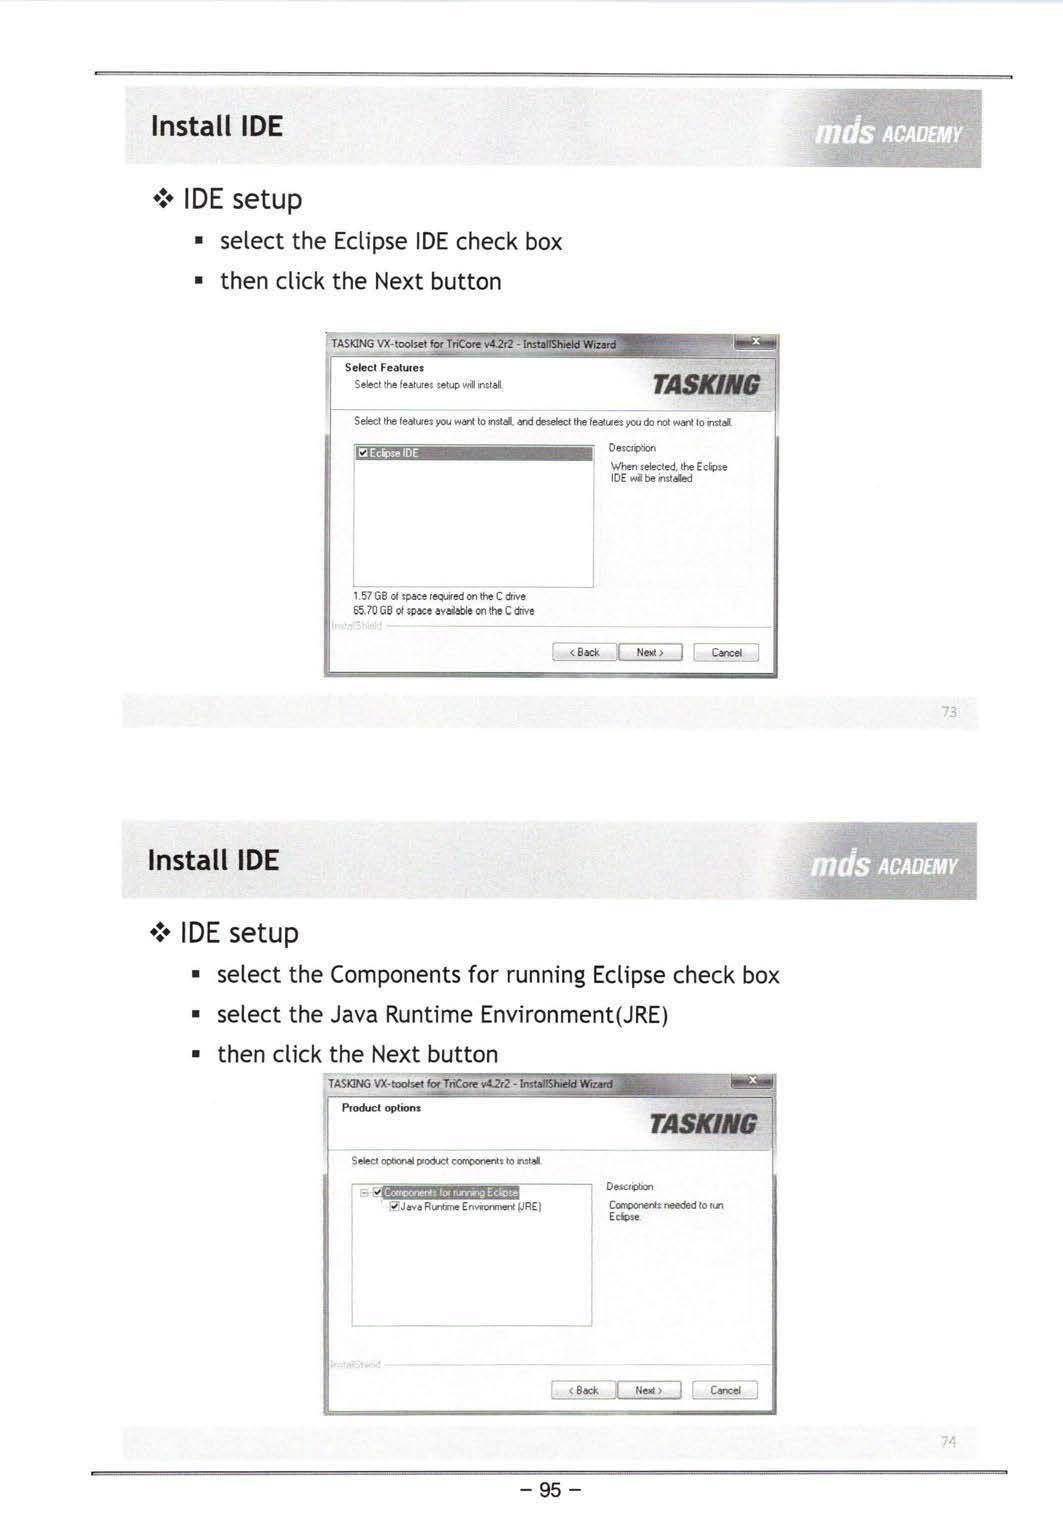 Install IDE
mds ACADEMY
IDE setup
select the Eclipse IDE check box
then click the Next button
TASKING VX-toolset for TriCore v4.2r2 - InstallShield Wizard
Select Features
Select the features setup will install.
TASKING
Select the features you want to install, and deselect the features you do not want to install.
Eclipse IDE
Description
When selected, the Eclipse
IDE will be installed
1.57 GB of space required on the C drive
65.70 GB of space available on the C drive
InstallShield
< Back
Next >
Cancel
73
Install IDE
mds ACADEMY
IDE setup
select the Components for running Eclipse check box
select the Java Runtime Environment(JRE)
then click the Next button
TASKING VX-toolset for TriCore v4.2r2 - InstallShield Wizard
Product options
TASKING
Select optional product components to install.
Components for running Eclipse
Java Runtime Environment (JRE)
Description
Components needed to run
Eclipse.
InstallShield
< Back
Next >
Cancel
74
- 95 -